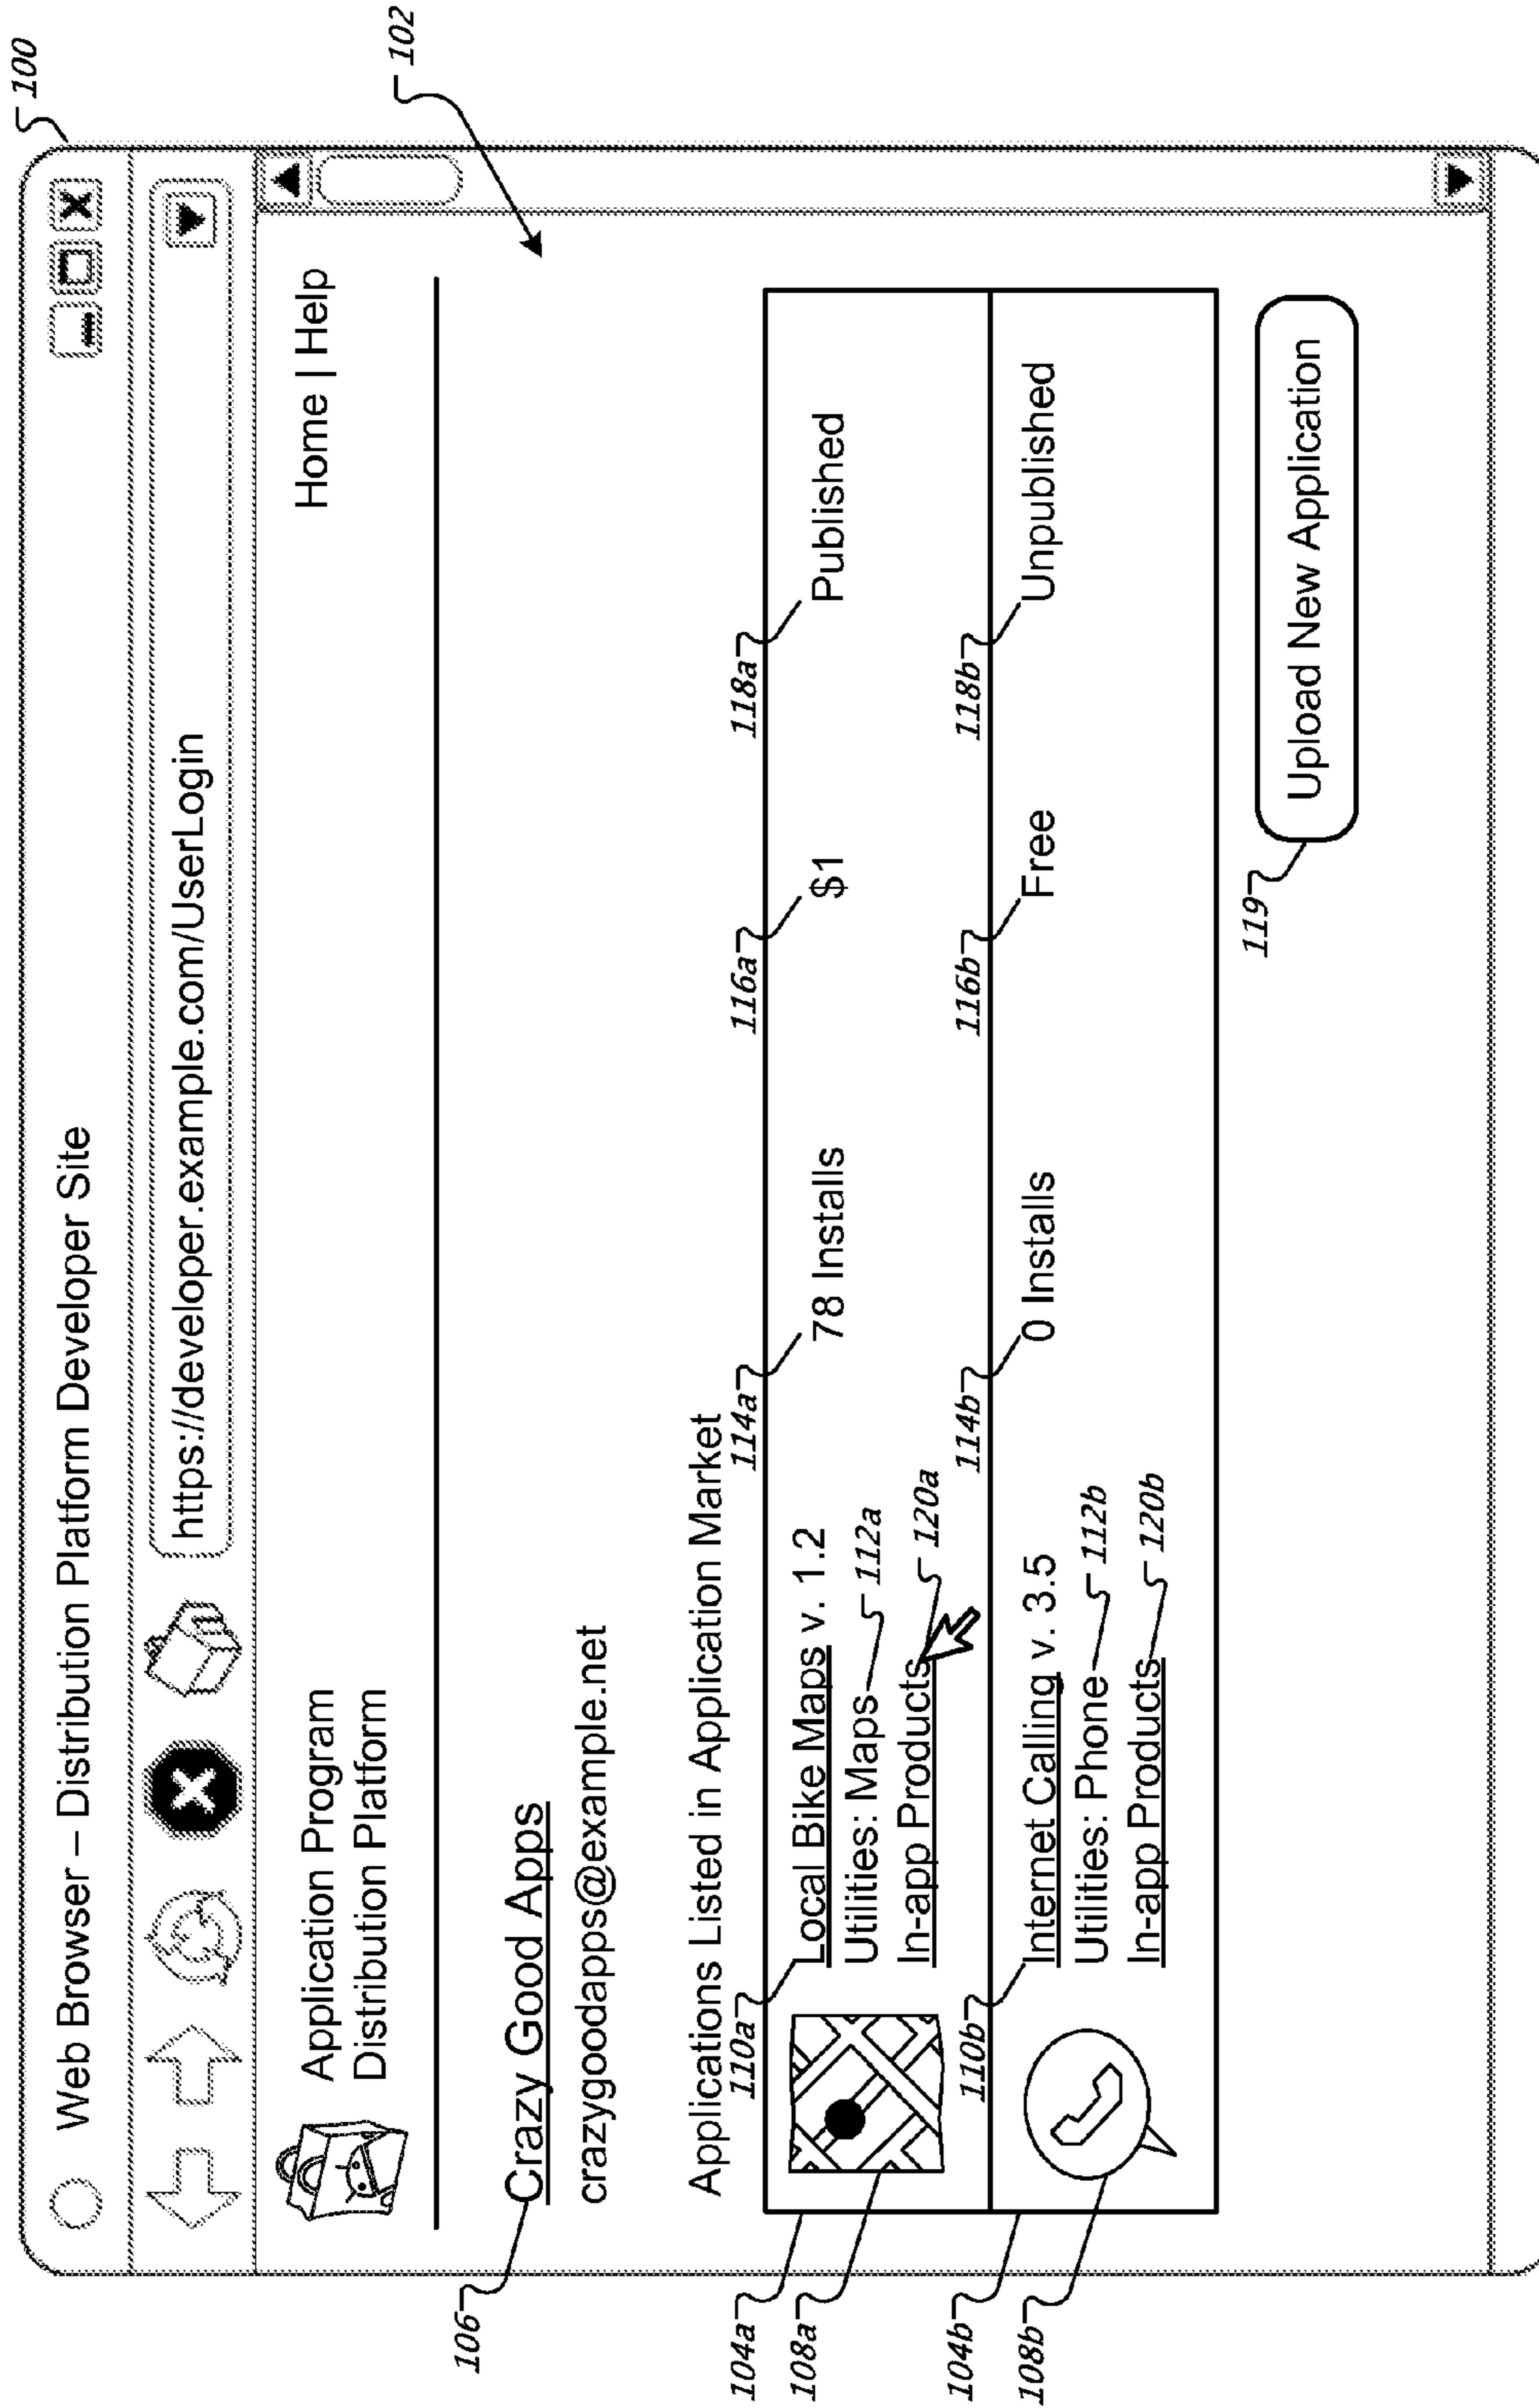 100
Web Browser – Distribution Platform Developer Site
https://developer.example.com/UserLogin
102
Application Program
Distribution Platform
Home | Help
106
Crazy Good Apps
crazygoodapps@example.net
Applications Listed in Application Market
110a 114a 116a 118a
104a
108a
Local Bike Maps v. 1.2 78 Installs $1 Published
Utilities: Maps 112a
In-app Products 120a
110b 114b 116b 118b
104b
108b
Internet Calling v. 3.5 0 Installs Free Unpublished
Utilities: Phone 112b
In-app Products 120b
119
Upload New Application